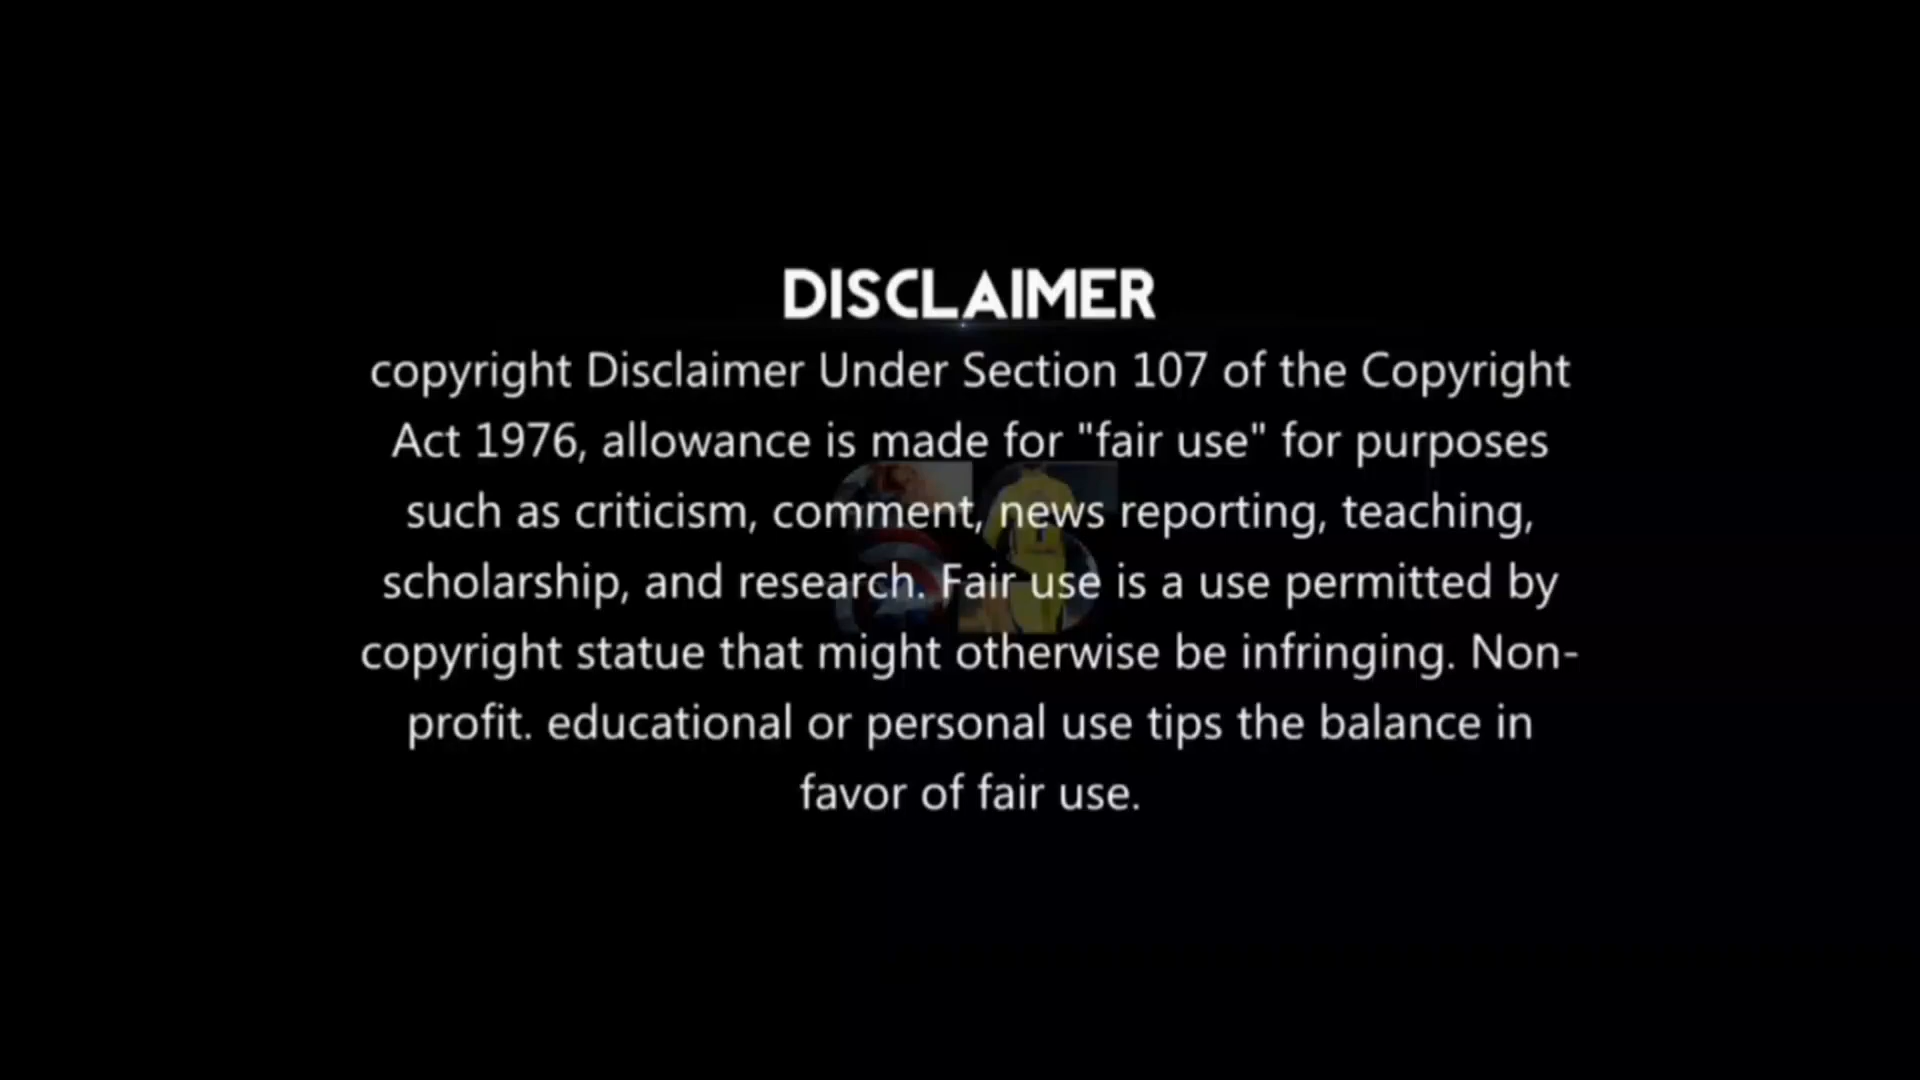 DISCLAIMER
copyright Disclaimer Under Section 107 of the Copyright
Act 1976, allowance is made for "fair use" for purposes
such as criticism, comment, news reporting, teaching,
scholarship, and research. Fair use is a use permitted by
copyright statue that might otherwise be infringing. Non-
profit. educational or personal use tips the balance in
favor of fair use.